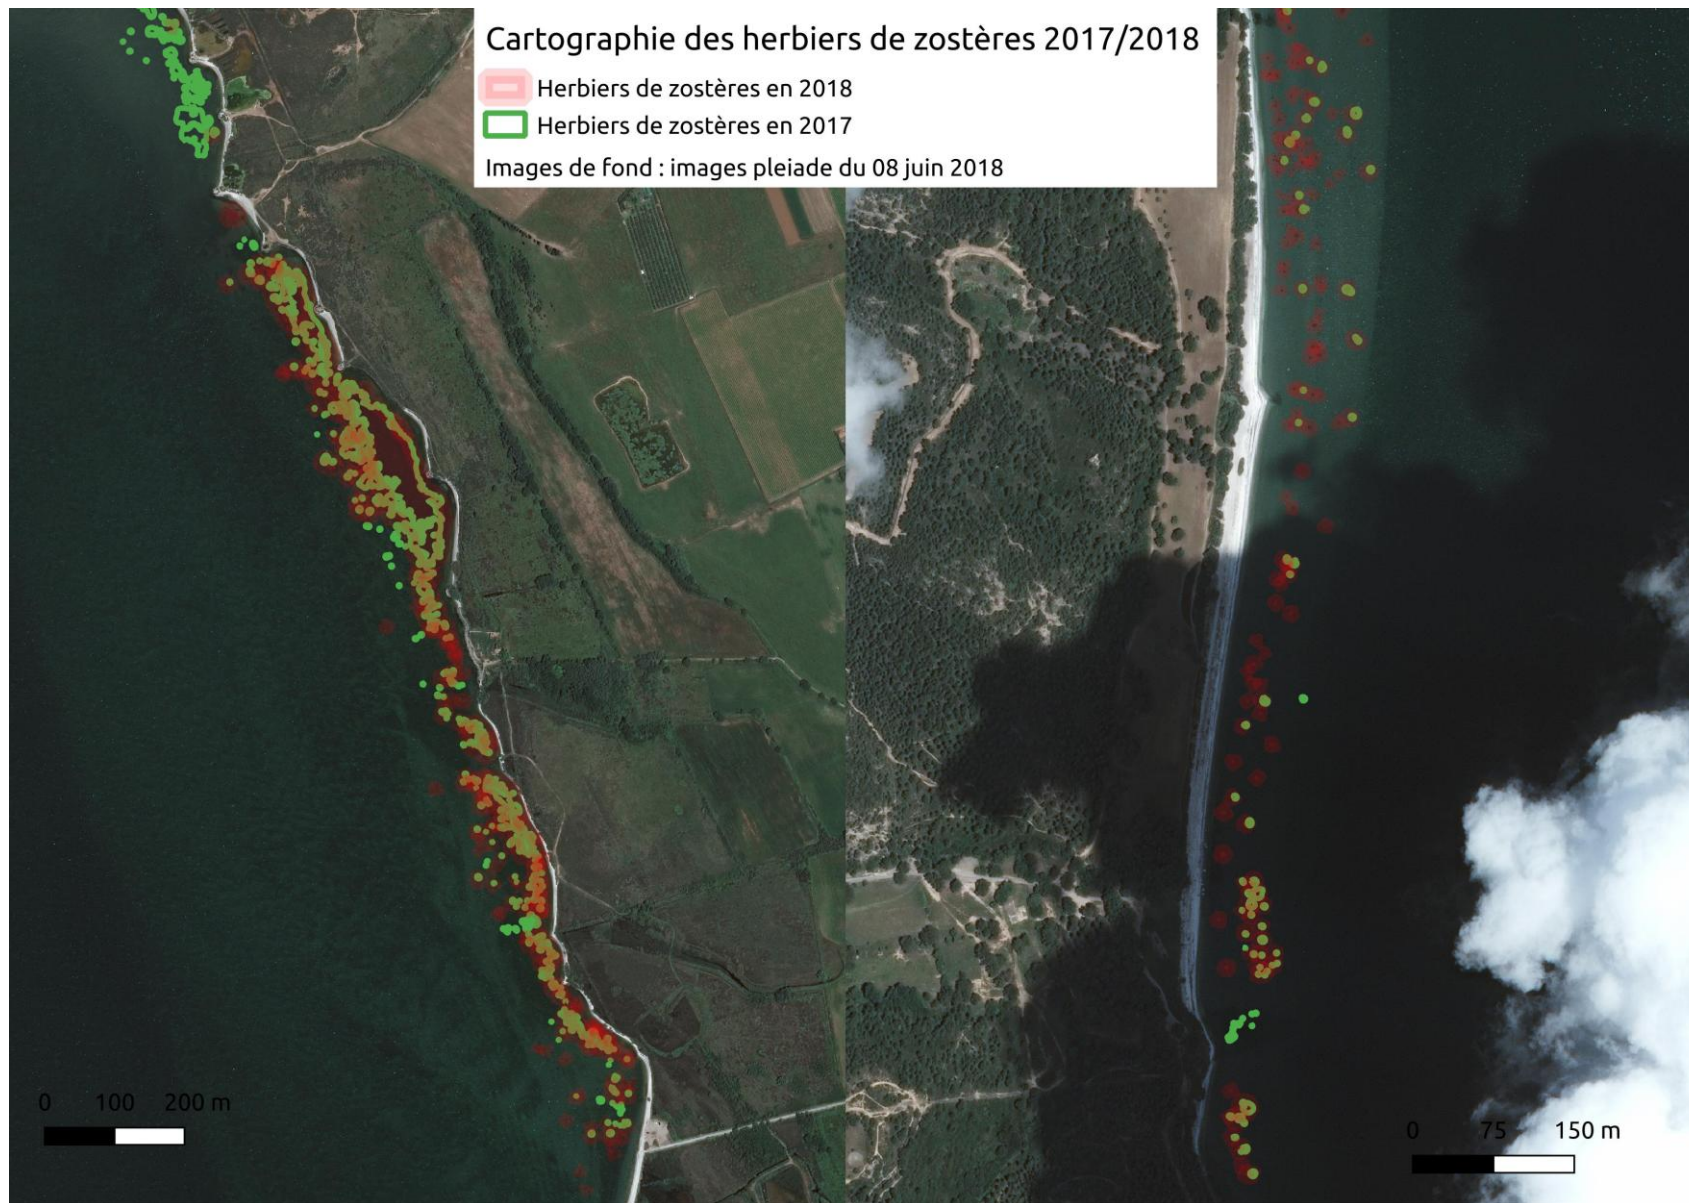 Cartographie des herbiers de zostères 2017/2018
Herbiers de zostères en 2018
Herbiers de zostères en 2017
Images de fond : images pleiade du 08 juin 2018
0 100 200 m
0 75 150 m